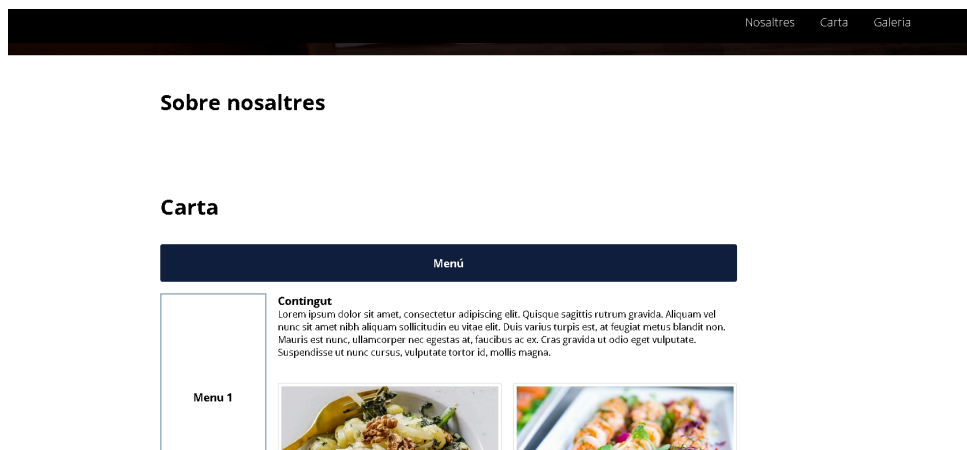 Nosaltres Carta Galeria
Sobre nosaltres
Carta
Menú
Menu 1
Contingut
Lorem ipsum dolor sit amet, consectetur adipiscing elit. Quisque sagittis rutrum gravida. Aliquam vel
nunc sit amet nibh aliquam sollicitudin eu vitae elit. Duis varius turpis est, at feugiat metus blandit non.
Mauris est nunc, ullamcorper nec egestas at, faucibus ac ex. Cras gravida ut odio eget vulputate.
Suspendisse ut nunc cursus, vulputate tortor id, mollis magna.